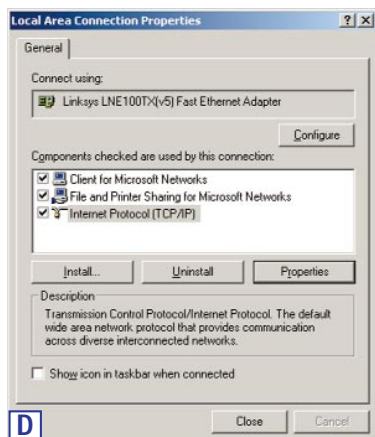 Local Area Connection Properties
General
Connect using:
Linksys LNE100TX(v5) Fast Ethernet Adapter
Configure
Components checked are used by this connection:
Client for Microsoft Networks
File and Printer Sharing for Microsoft Networks
Internet Protocol (TCP/IP)
Install... Uninstall Properties
Description
Transmission Control Protocol/Internet Protocol. The default
wide area network protocol that provides communication
across diverse interconnected networks.
Show icon in taskbar when connected
Close Cancel
D